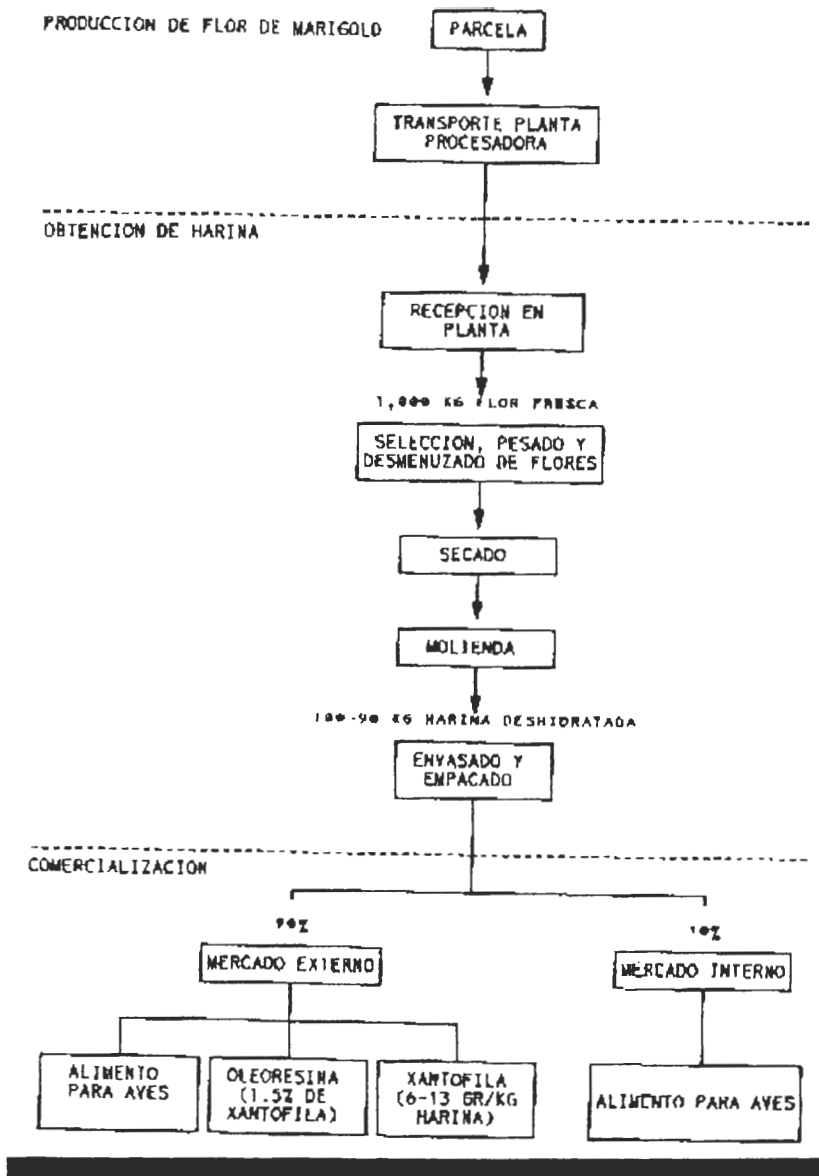 PRODUCCION DE FLOR DE MARIGOLD
PARCELA
TRANSPORTE PLANTA
PROCESADORA
OBTENCION DE HARINA
RECEPCION EN
PLANTA
1,000 KG FLOR FRESCA
SELECCION, PESADO Y
DESMENUZADO DE FLORES
SECADO
MOLIENDA
100-90 KG HARINA DESHIDRATADA
ENVASADO Y
EMPACADO
COMERCIALIZACION
90%
10%
MERCADO EXTERNO
MERCADO INTERNO
ALIMENTO
PARA AVES
OLEORESINA
(1.5% DE
XANTOFILA)
XANTOFILA
(6-13 GR/KG
HARINA)
ALIMENTO PARA AVES